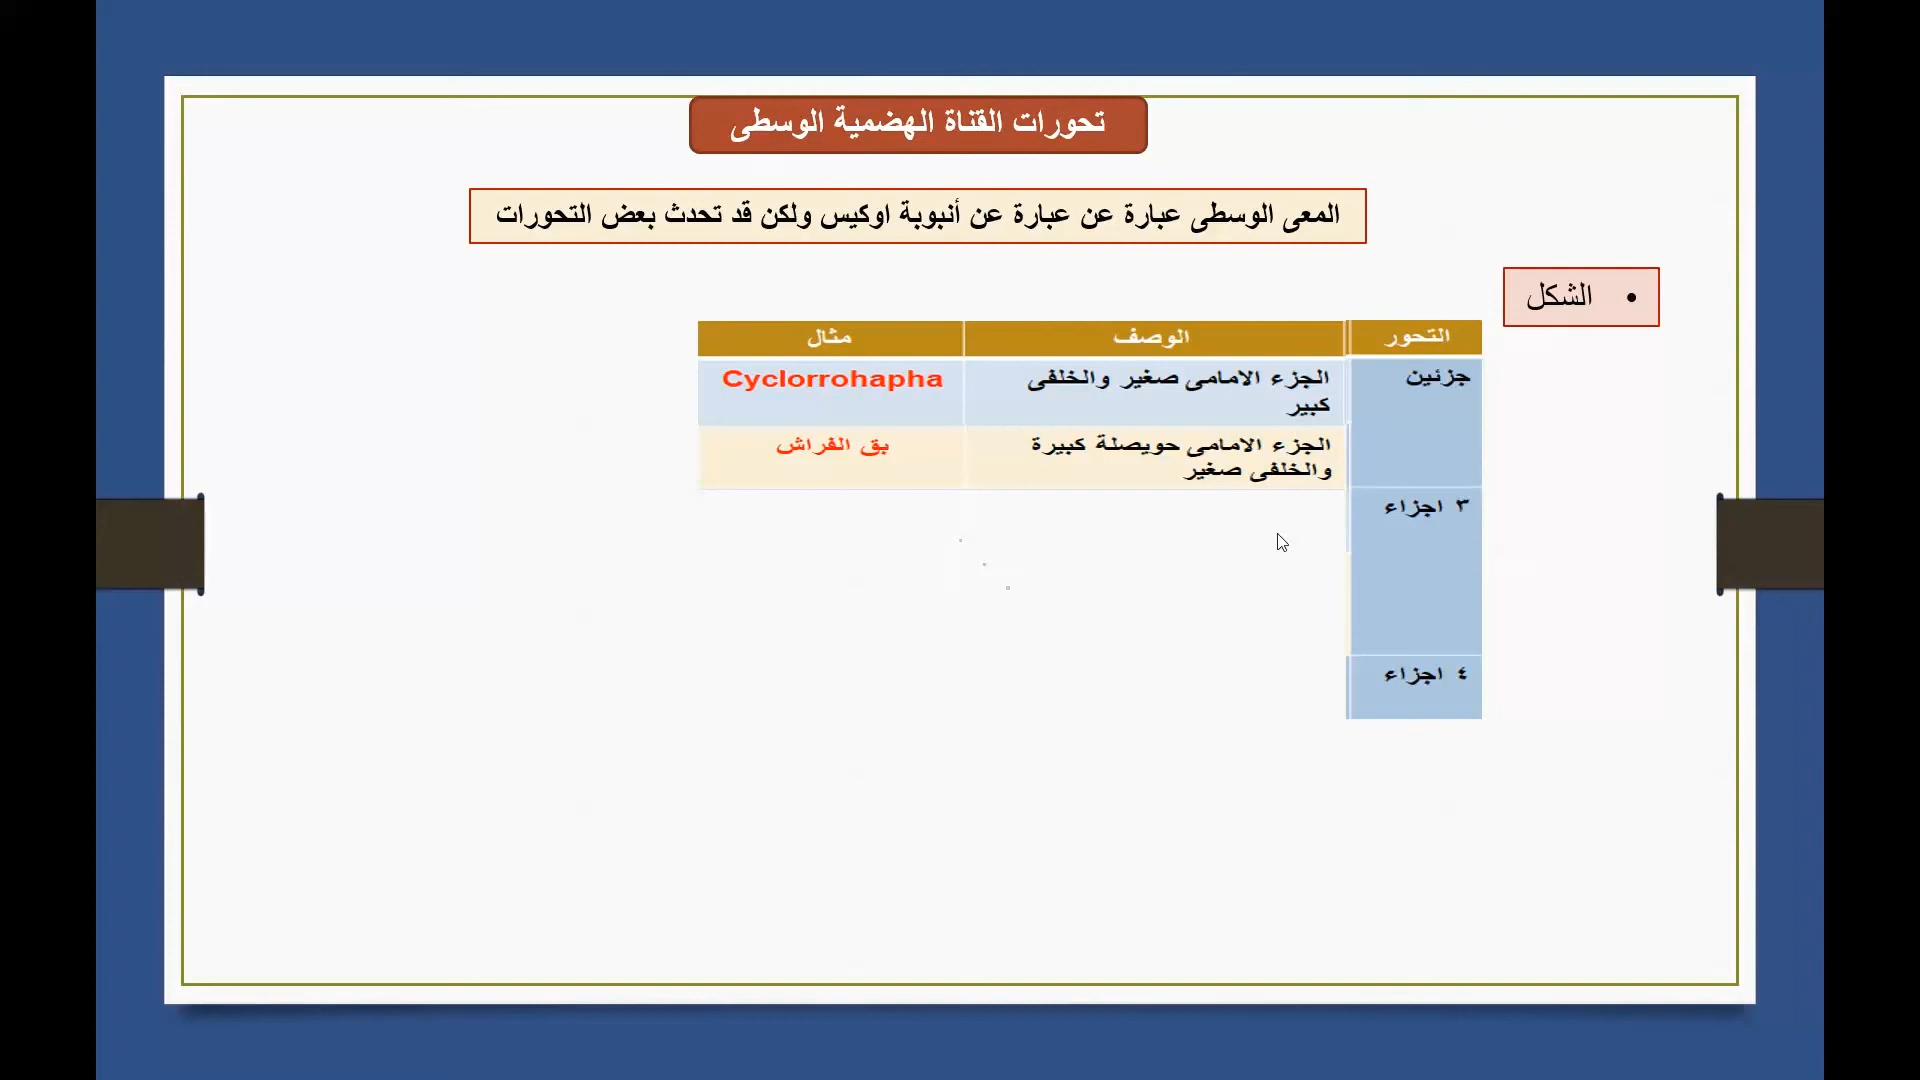 تحورات القناة الهضمية الوسطى
المعى الوسطى عبارة عن عبارة عن أنبوبة اوكيس ولكن قد تحدث بعض التحورات
• الشكل
التحور الوصف مثال
جزئين الجزء الامامى صغير والخلفى Cyclorrohapha
كبير
الجزء الامامى حويصلة كبيرة بق الفراش
والخلفى صغير
٣ اجزاء
٤ اجزاء